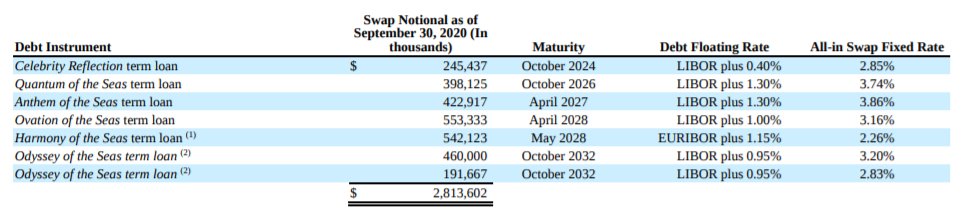 Swap Notional as of
September 30, 2020 (In
Debt Instrument thousands) Maturity Debt Floating Rate All-in Swap Fixed Rate
Celebrity Reflection term loan $ 245,437 October 2024 LIBOR plus 0.40% 2.85%
Quantum of the Seas term loan 398,125 October 2026 LIBOR plus 1.30% 3.74%
Anthem of the Seas term loan 422,917 April 2027 LIBOR plus 1.30% 3.86%
Ovation of the Seas term loan 553,333 April 2028 LIBOR plus 1.00% 3.16%
Harmony of the Seas term loan (1) 542,123 May 2028 EURIBOR plus 1.15% 2.26%
Odyssey of the Seas term loan (2) 460,000 October 2032 LIBOR plus 0.95% 3.20%
Odyssey of the Seas term loan (2) 191,667 October 2032 LIBOR plus 0.95% 2.83%
$ 2,813,602